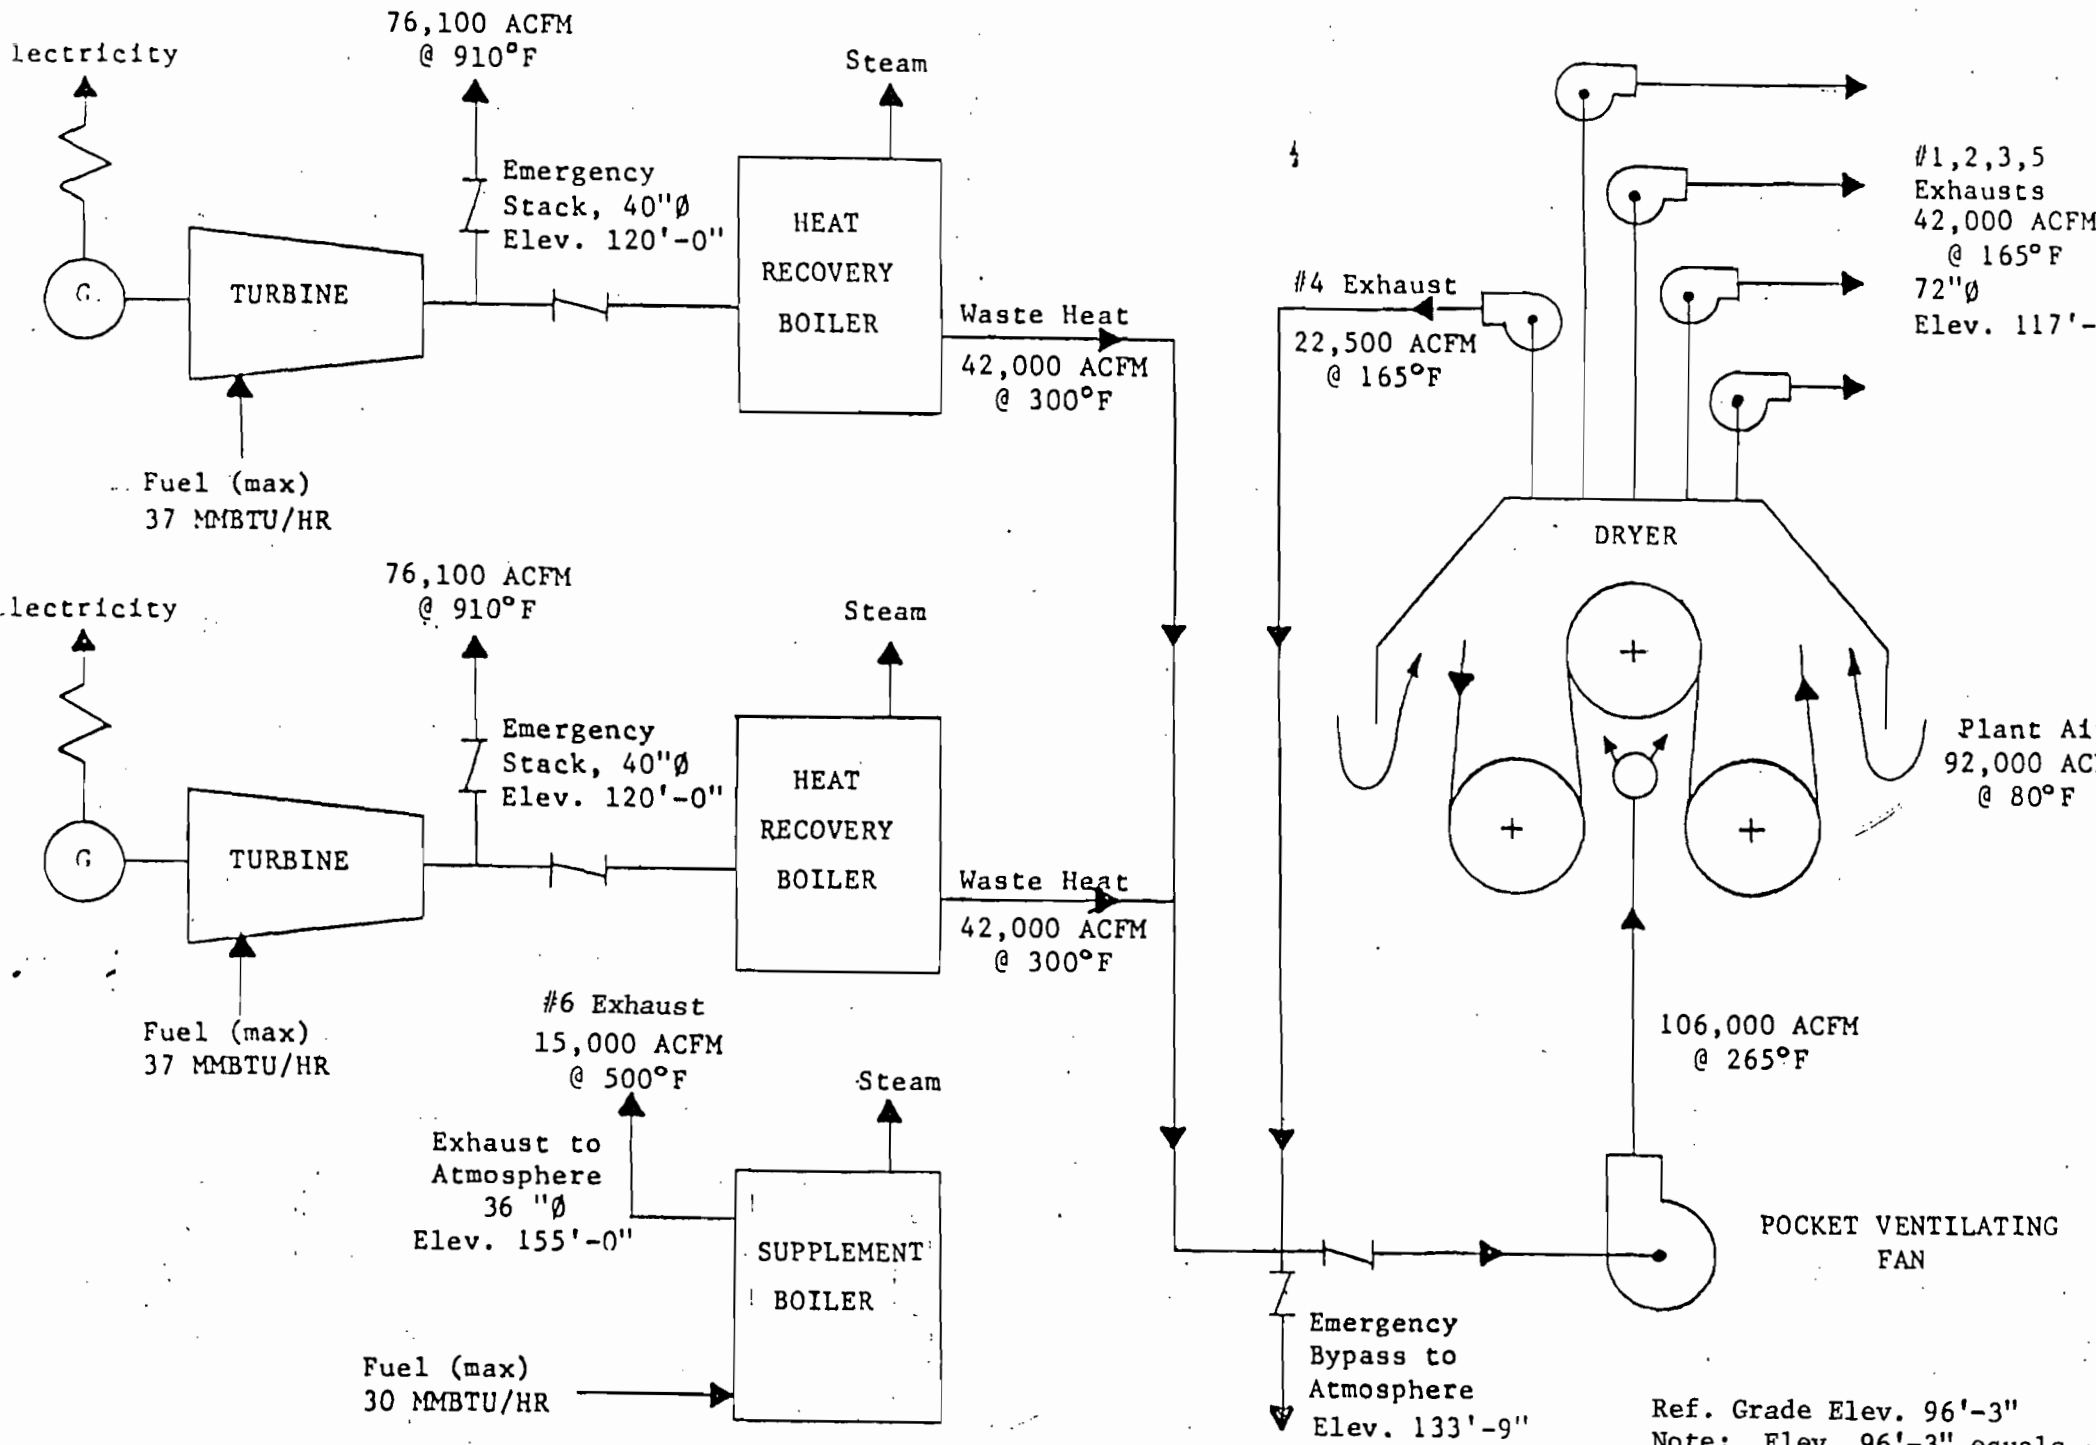 lectricity
76,100 ACFM
@ 910°F
Emergency
Stack, 40"Ø
Elev. 120'-0"
G
TURBINE
Fuel (max)
37 MMBTU/HR
Steam
HEAT
RECOVERY
BOILER
Waste Heat
42,000 ACFM
@ 300°F
#4 Exhaust
22,500 ACFM
@ 165°F
#1,2,3,5
Exhausts
42,000 ACFM
@ 165°F
72"Ø
Elev. 117'-
DRYER
lectricity
76,100 ACFM
@ 910°F
Emergency
Stack, 40"Ø
Elev. 120'-0"
G
TURBINE
Fuel (max)
37 MMBTU/HR
Steam
HEAT
RECOVERY
BOILER
Waste Heat
42,000 ACFM
@ 300°F
Plant Ai
92,000 AC
@ 80°F
106,000 ACFM
@ 265°F
#6 Exhaust
15,000 ACFM
@ 500°F
Exhaust to
Atmosphere
36 "Ø
Elev. 155'-0"
Steam
SUPPLEMENT
BOILER
Fuel (max)
30 MMBTU/HR
POCKET VENTILATING
FAN
Emergency
Bypass to
Atmosphere
Elev. 133'-9"
Ref. Grade Elev. 96'-3"
Note: Elev. 96'-3" equals